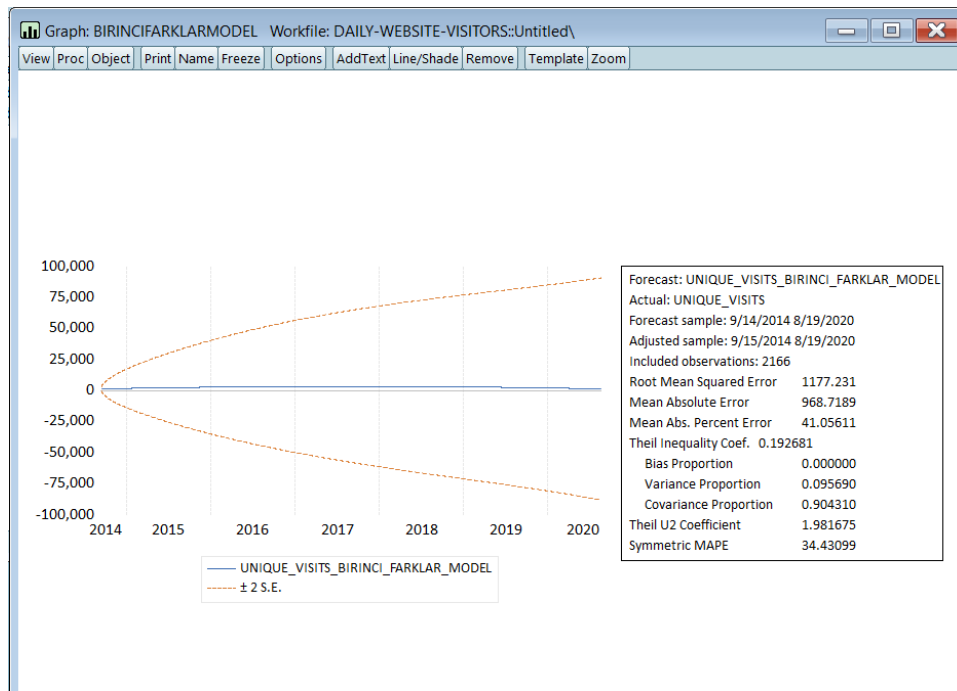 Graph: BIRINCIFARKLARMODEL Workfile: DAILY-WEBSITE-VISITORS::Untitled\
View Proc Object Print Name Freeze Options AddText Line/Shade Remove Template Zoom
100,000
75,000
50,000
25,000
0
-25,000
-50,000
-75,000
-100,000
2014 2015 2016 2017 2018 2019 2020
UNIQUE_VISITS_BIRINCI_FARKLAR_MODEL
± 2 S.E.
Forecast: UNIQUE_VISITS_BIRINCI_FARKLAR_MODEL
Actual: UNIQUE_VISITS
Forecast sample: 9/14/2014 8/19/2020
Adjusted sample: 9/15/2014 8/19/2020
Included observations: 2166
Root Mean Squared Error 1177.231
Mean Absolute Error 968.7189
Mean Abs. Percent Error 41.05611
Theil Inequality Coef. 0.192681
Bias Proportion 0.000000
Variance Proportion 0.095690
Covariance Proportion 0.904310
Theil U2 Coefficient 1.981675
Symmetric MAPE 34.43099